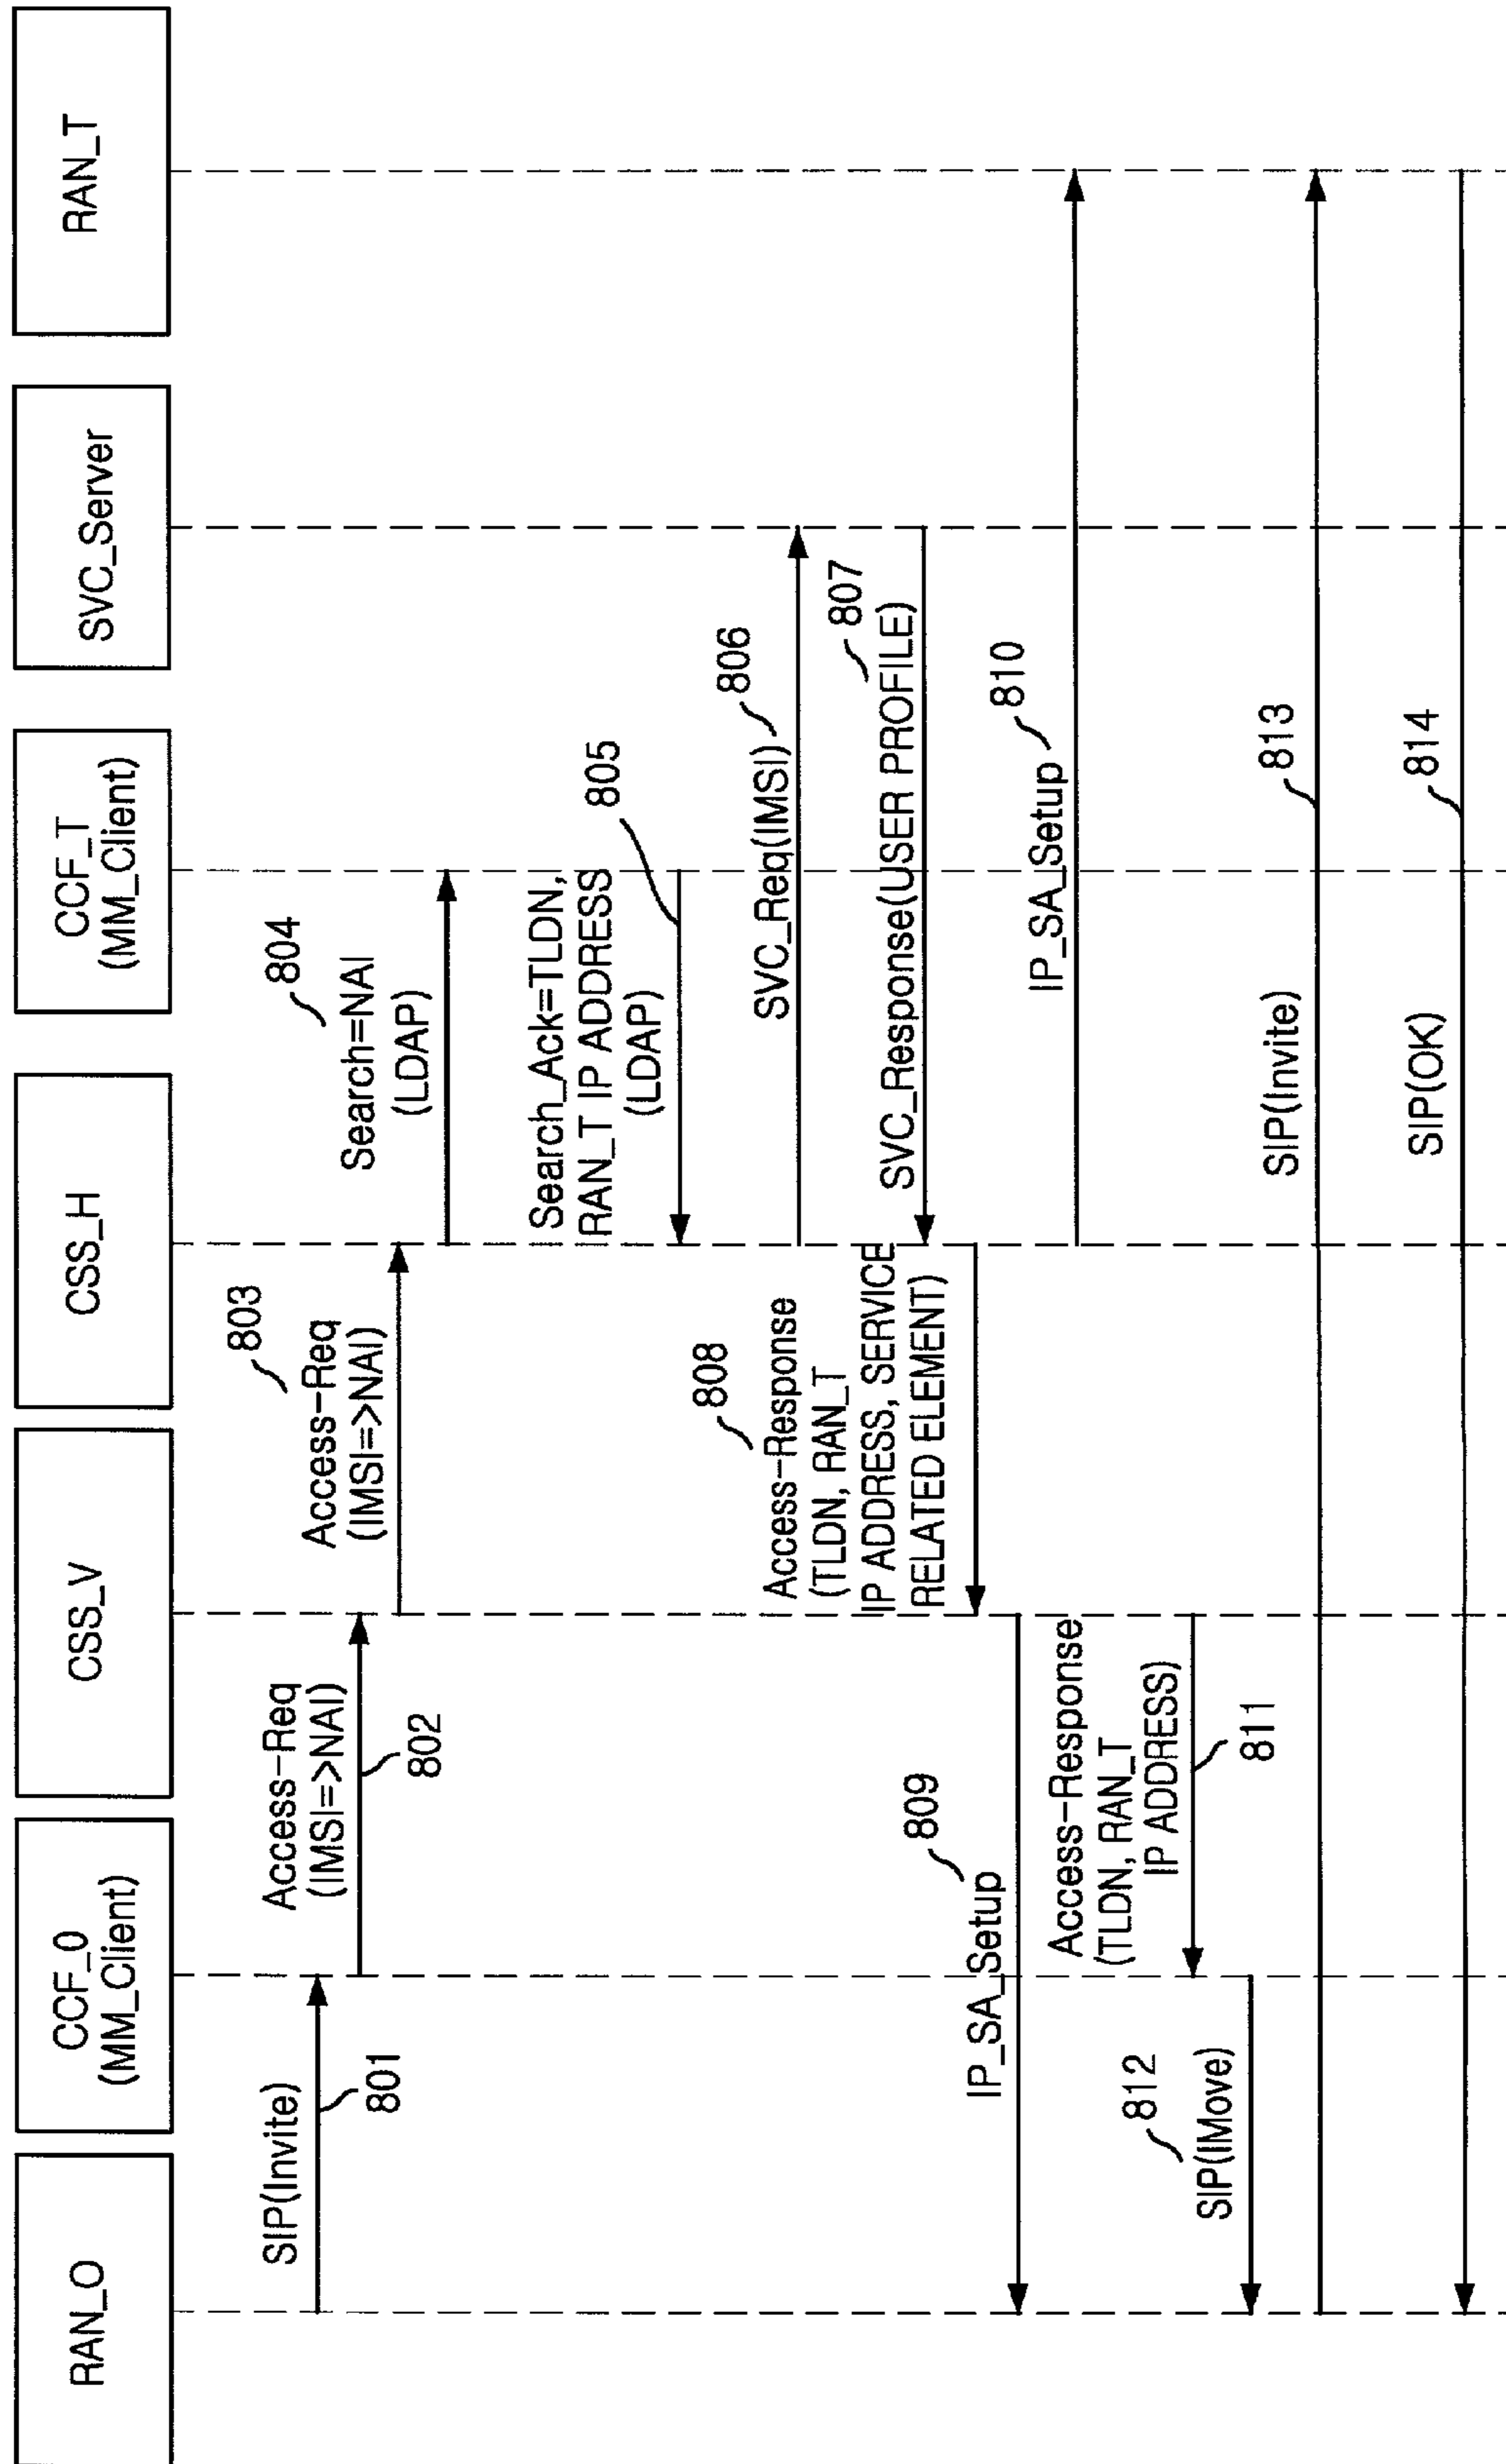 RAN_O
CCF_0
(MM_Client)
CSS_V
CSS_H
CCF_T
(MM_Client)
SVC_Server
RAN_T
SIP(Invite)
801
Access-Req
(IMSI=>NAI)
802
803
Access-Req
(IMSI=>NAI)
804
Search=NAI
(LDAP)
Search_Ack=TLDN,
RAN_T IP ADDRESS
(LDAP)
805
SVC_Req(IMSI)
806
807
SVC_Response(USER PROFILE)
808
Access-Response
(TLDN, RAN_T
IP ADDRESS, SERVICE
RELATED ELEMENT)
809
IP_SA_Setup
IP_SA_Setup
810
Access-Response
(TLDN, RAN_T
IP ADDRESS)
811
812
SIP(IMove)
SIP(Invite)
813
SIP(OK)
814